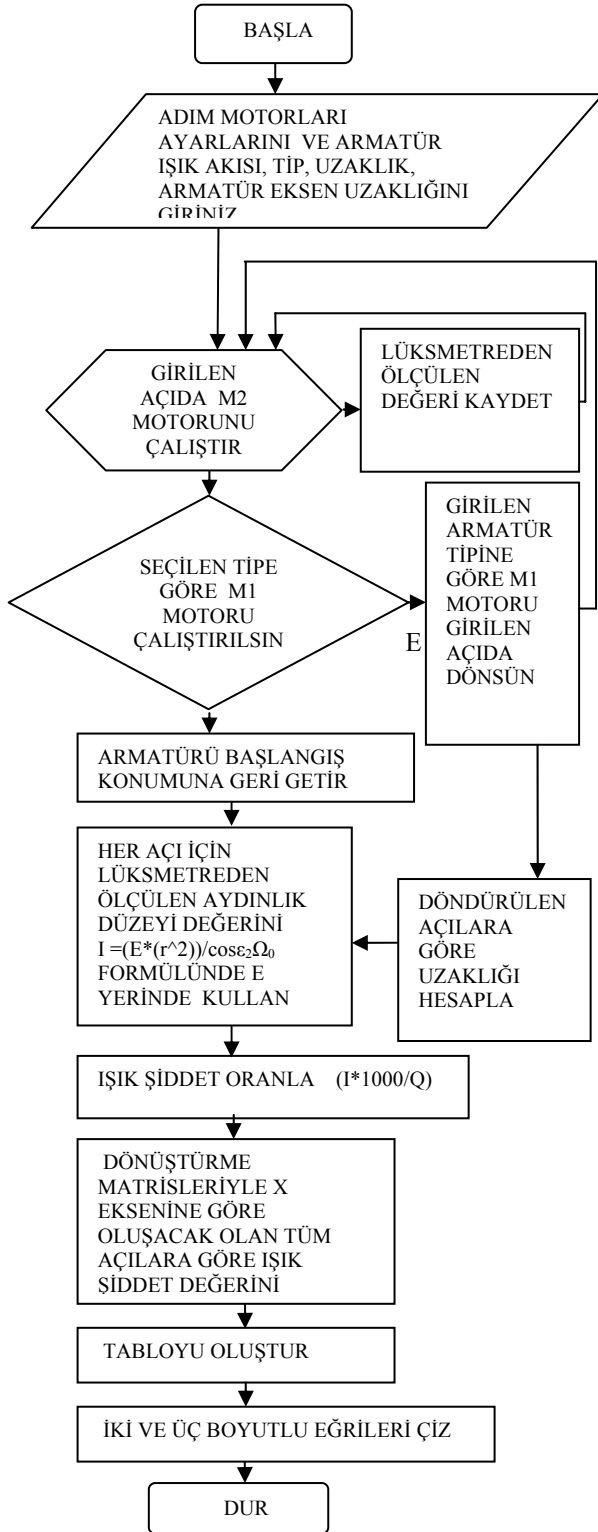 BAŞLA
ADIM MOTORLARI
AYARLARINI VE ARMATÜR
IŞIK AKISI, TİP, UZAKLIK,
ARMATÜR EKSEN UZAKLIĞINI
GİRİNİZ
GİRİLEN
AÇIDA M2
MOTORUNU
ÇALIŞTIR
LÜKSMETREDEN
ÖLÇÜLEN
DEĞERİ KAYDET
SEÇİLEN TİPE
GÖRE M1
MOTORU
ÇALIŞTIRILSIN
E
GİRİLEN
ARMATÜR
TİPİNE
GÖRE M1
MOTORU
GİRİLEN
AÇIDA
DÖNSÜN
ARMATÜRÜ BAŞLANGIŞ
KONUMUNA GERİ GETİR
HER AÇI İÇİN
LÜKSMETREDEN
ÖLÇÜLEN AYDINLIK
DÜZEYİ DEĞERİNİ
I =(E*(r^2))/cosε₂Ω₀
FORMÜLÜNDE E
YERİNDE KULLAN
DÖNDÜRÜLEN
AÇILARA
GÖRE
UZAKLIĞI
HESAPLA
IŞIK ŞİDDET ORANLA (I*1000/Q)
DÖNÜŞTÜRME
MATRİSLERİYLE X
EKSENİNE GÖRE
OLUŞACAK OLAN TÜM
AÇILARA GÖRE IŞIK
ŞİDDET DEĞERİNİ
TABLOYU OLUŞTUR
İKİ VE ÜÇ BOYUTLU EĞRİLERİ ÇİZ
DUR